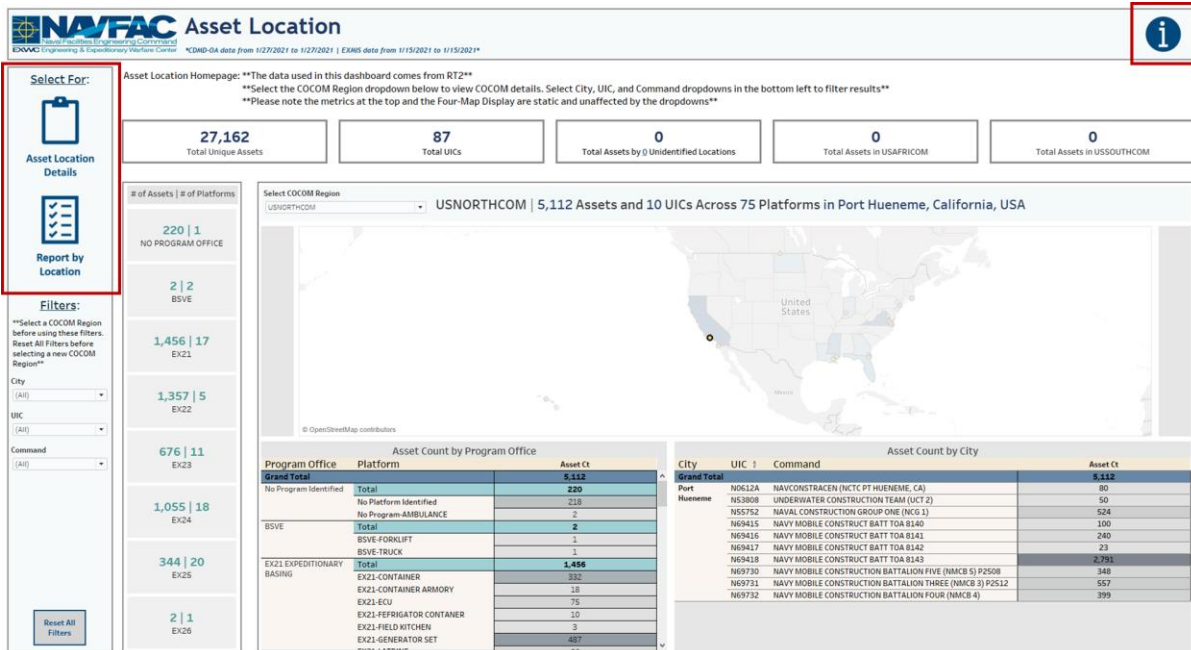 NAVFAC
Naval Facilities Engineering Command
EXWC Engineering & Expeditionary Warfare Center
Asset Location
*CDMD-OA data from 1/27/2021 to 1/27/2021 | EXMIS data from 1/15/2021 to 1/15/2021*
i
Select For:
Asset Location
Details
Report by
Location
Filters:
**Select a COCOM Region
before using these filters.
Reset All Filters before
selecting a new COCOM
Region**
City
(All)
UIC
(All)
Command
(All)
Reset All
Filters
Asset Location Homepage: **The data used in this dashboard comes from RT2**
**Select the COCOM Region dropdown below to view COCOM details. Select City, UIC, and Command dropdowns in the bottom left to filter results**
**Please note the metrics at the top and the Four-Map Display are static and unaffected by the dropdowns**
27,162
Total Unique Assets
87
Total UICs
0
Total Assets by 0 Unidentified Locations
0
Total Assets in USAFRICOM
0
Total Assets in USSOUTHCOM
# of Assets | # of Platforms
220 | 1
NO PROGRAM OFFICE
2 | 2
BSVE
1,456 | 17
EX21
1,357 | 5
EX22
676 | 11
EX23
1,055 | 18
EX24
344 | 20
EX25
2 | 1
EX26
Select COCOM Region
USNORTHCOM
USNORTHCOM | 5,112 Assets and 10 UICs Across 75 Platforms in Port Hueneme, California, USA
United
States
Mexico
© OpenStreetMap contributors
Asset Count by Program Office
Program Office Platform Asset Ct
Grand Total 5,112
No Program Identified Total 220
No Platform Identified 218
No Program-AMBULANCE 2
BSVE Total 2
BSVE-FORKLIFT 1
BSVE-TRUCK 1
EX21 EXPEDITIONARY Total 1,456
BASING EX21-CONTAINER 332
EX21-CONTAINER ARMORY 18
EX21-ECU 75
EX21-FEFRIGATOR CONTANER 10
EX21-FIELD KITCHEN 3
EX21-GENERATOR SET 487
Asset Count by City
City UIC Command Asset Ct
Grand Total 5,112
Port N0612A NAVCONSTRACEN (NCTC PT HUENEME, CA) 80
Hueneme N53808 UNDERWATER CONSTRUCTION TEAM (UCT 2) 50
N55752 NAVAL CONSTRUCTION GROUP ONE (NCG 1) 524
N69415 NAVY MOBILE CONSTRUCT BATT TOA 8140 100
N69416 NAVY MOBILE CONSTRUCT BATT TOA 8141 240
N69417 NAVY MOBILE CONSTRUCT BATT TOA 8142 23
N69418 NAVY MOBILE CONSTRUCT BATT TOA 8143 2,791
N69730 NAVY MOBILE CONSTRUCTION BATTALION FIVE (NMCB 5) P2508 348
N69731 NAVY MOBILE CONSTRUCTION BATTALION THREE (NMCB 3) P2512 557
N69732 NAVY MOBILE CONSTRUCTION BATTALION FOUR (NMCB 4) 399